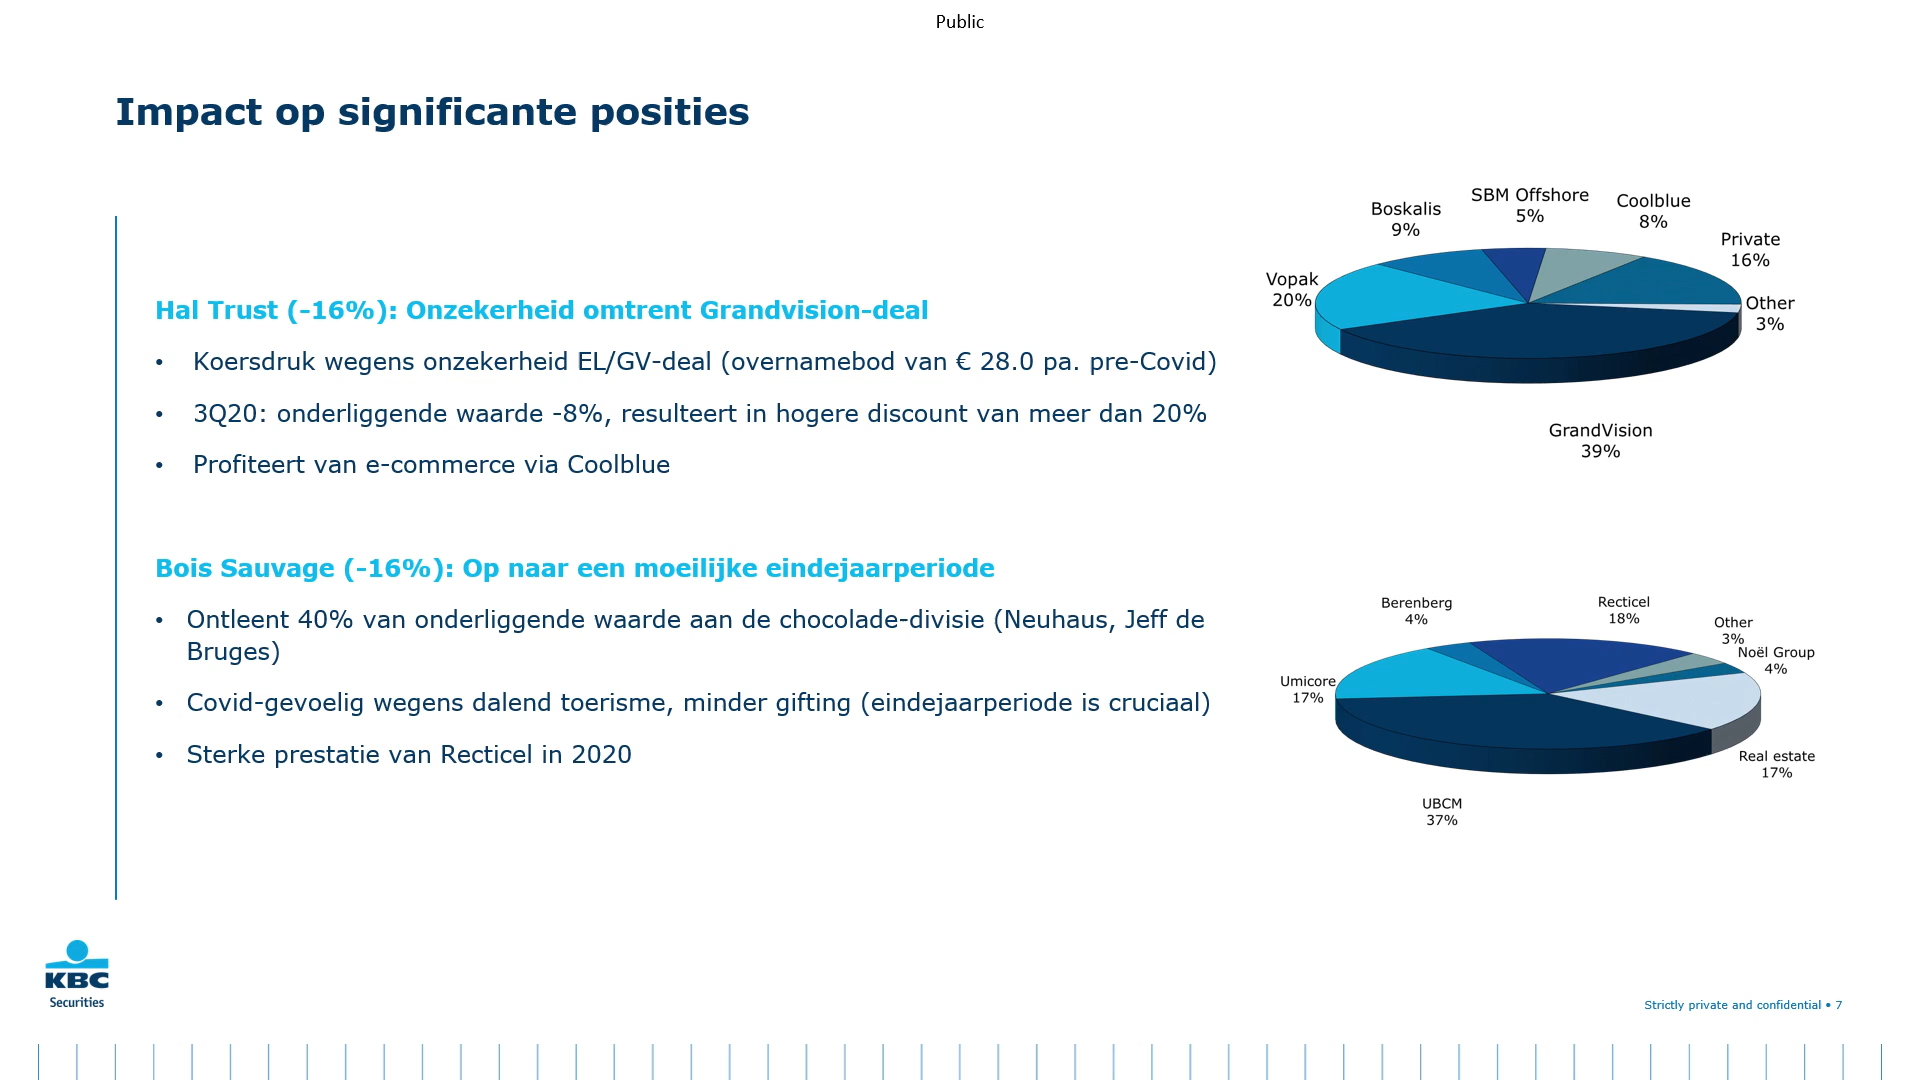 Public
Impact op significante posities
Hal Trust (-16%): Onzekerheid omtrent Grandvision-deal
• Koersdruk wegens onzekerheid EL/GV-deal (overnamebod van € 28.0 pa. pre-Covid)
• 3Q20: onderliggende waarde -8%, resulteert in hogere discount van meer dan 20%
• Profiteert van e-commerce via Coolblue
Bois Sauvage (-16%): Op naar een moeilijke eindejaarperiode
• Ontleent 40% van onderliggende waarde aan de chocolade-divisie (Neuhaus, Jeff de
Bruges)
• Covid-gevoelig wegens dalend toerisme, minder gifting (eindejaarperiode is cruciaal)
• Sterke prestatie van Recticel in 2020
SBM Offshore
5%
Boskalis
9%
Coolblue
8%
Private
16%
Vopak
20%
Other
3%
GrandVision
39%
Berenberg
4%
Recticel
18%
Other
3%
Noël Group
4%
Umicore
17%
Real estate
17%
UBCM
37%
KBC
Securities
Strictly private and confidential • 7